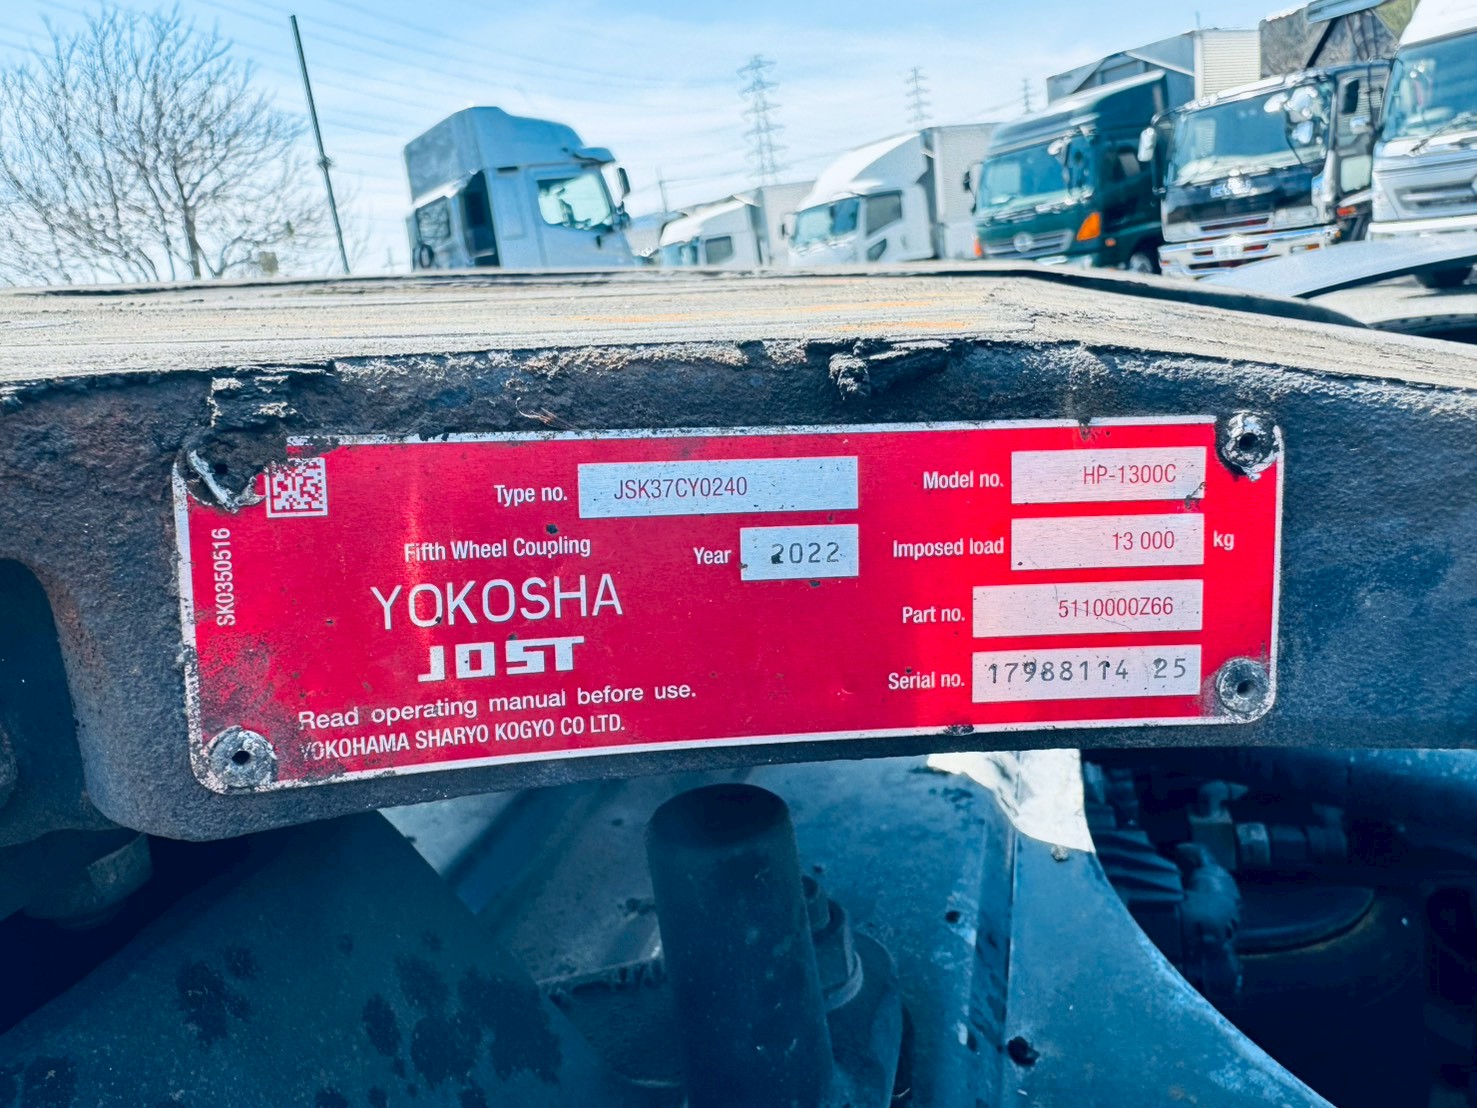 Type no. JSK37CY0240
Model no. HP-1300C
Fifth Wheel Coupling
Year 2022
Imposed load 13 000 kg
YOKOSHA
JOST
Part no. 5110000Z66
Serial no. 17988114 25
Read operating manual before use.
YOKOHAMA SHARYO KOGYO CO LTD.
SK0350516